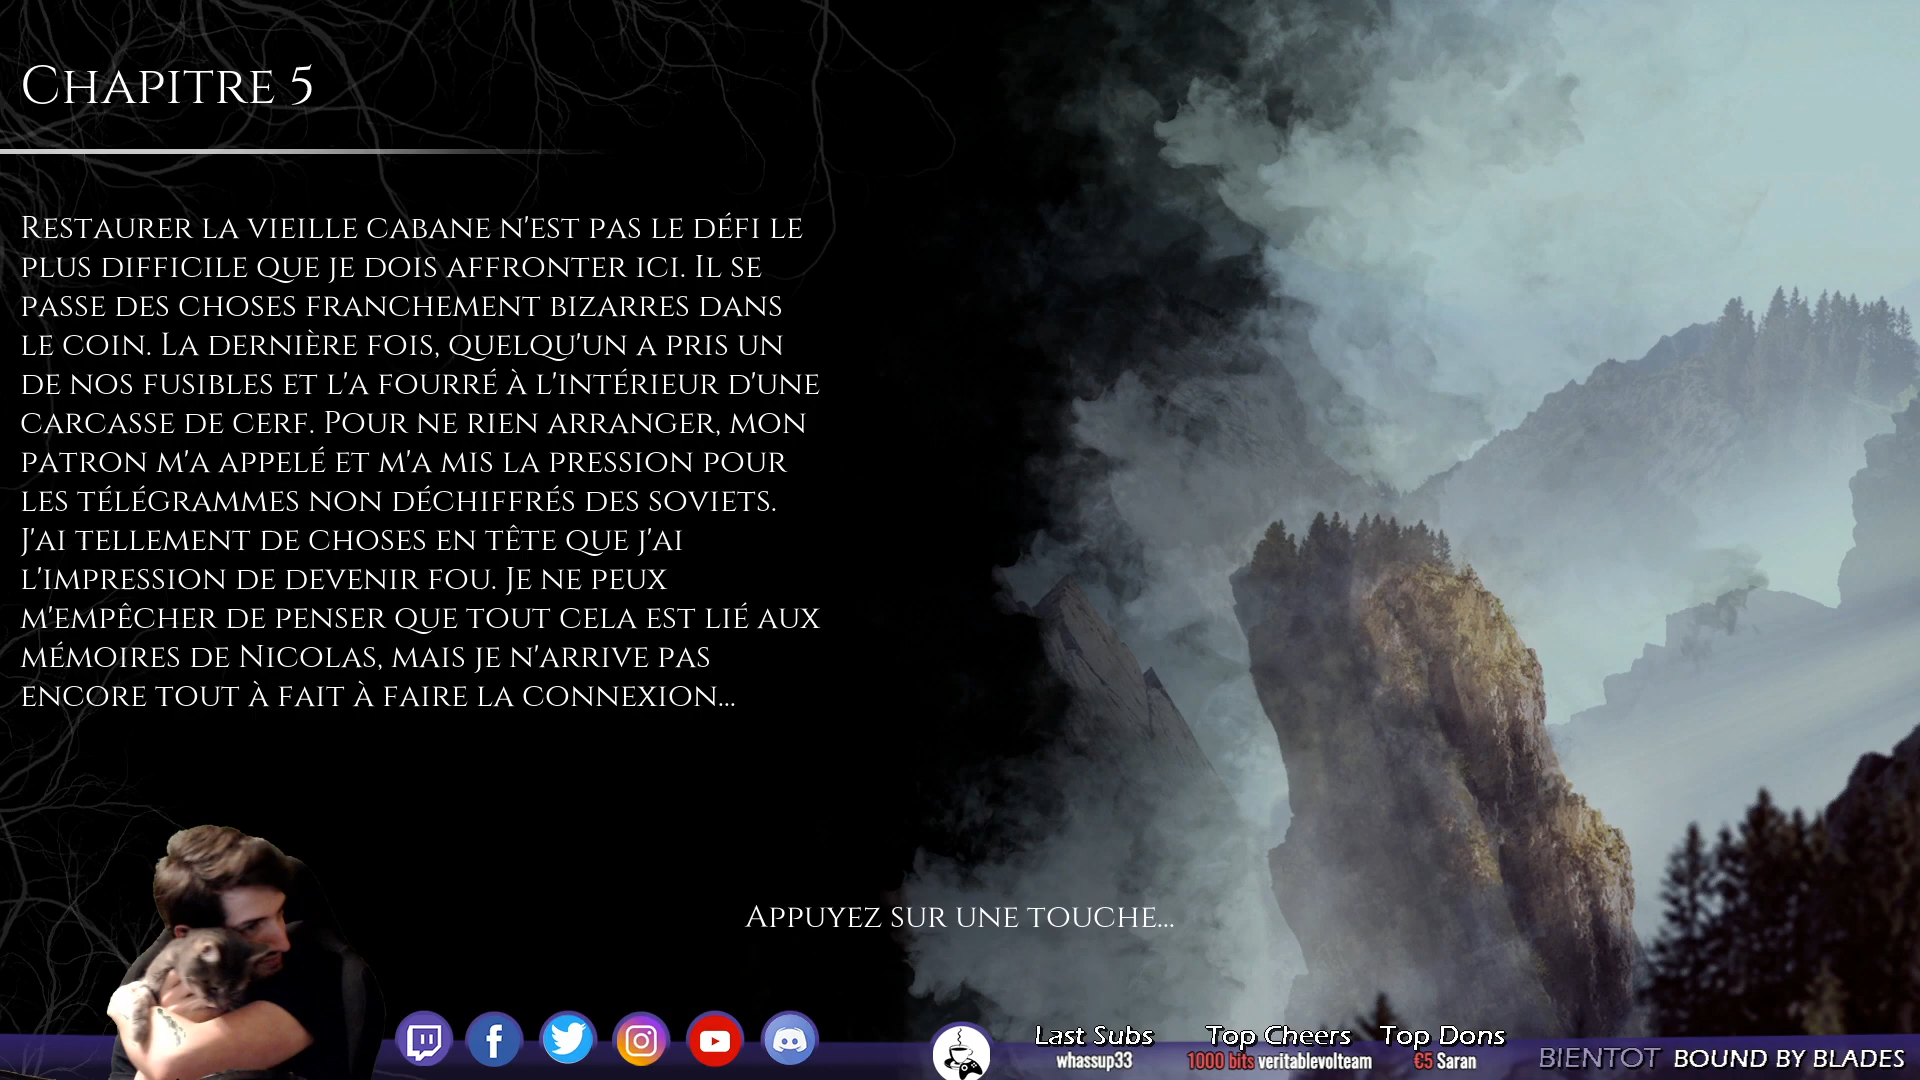 Chapitre 5
Restaurer la vieille cabane n'est pas le défi le
plus difficile que je dois affronter ici. Il se
passe des choses franchement bizarres dans
le coin. La dernière fois, quelqu'un a pris un
de nos fusibles et l'a fourré à l'intérieur d'une
carcasse de cerf. Pour ne rien arranger, mon
patron m'a appelé et m'a mis la pression pour
les télégrammes non déchiffrés des soviets.
J'ai tellement de choses en tête que j'ai
l'impression de devenir fou. Je ne peux
m'empêcher de penser que tout cela est lié aux
mémoires de Nicolas, mais je n'arrive pas
encore tout à fait à faire la connexion...
Appuyez sur une touche...
Last Subs
whassup33
Top Cheers
1000 bits veritablevolteam
Top Dons
€5 Saran
BIENTOT BOUND BY BLADES